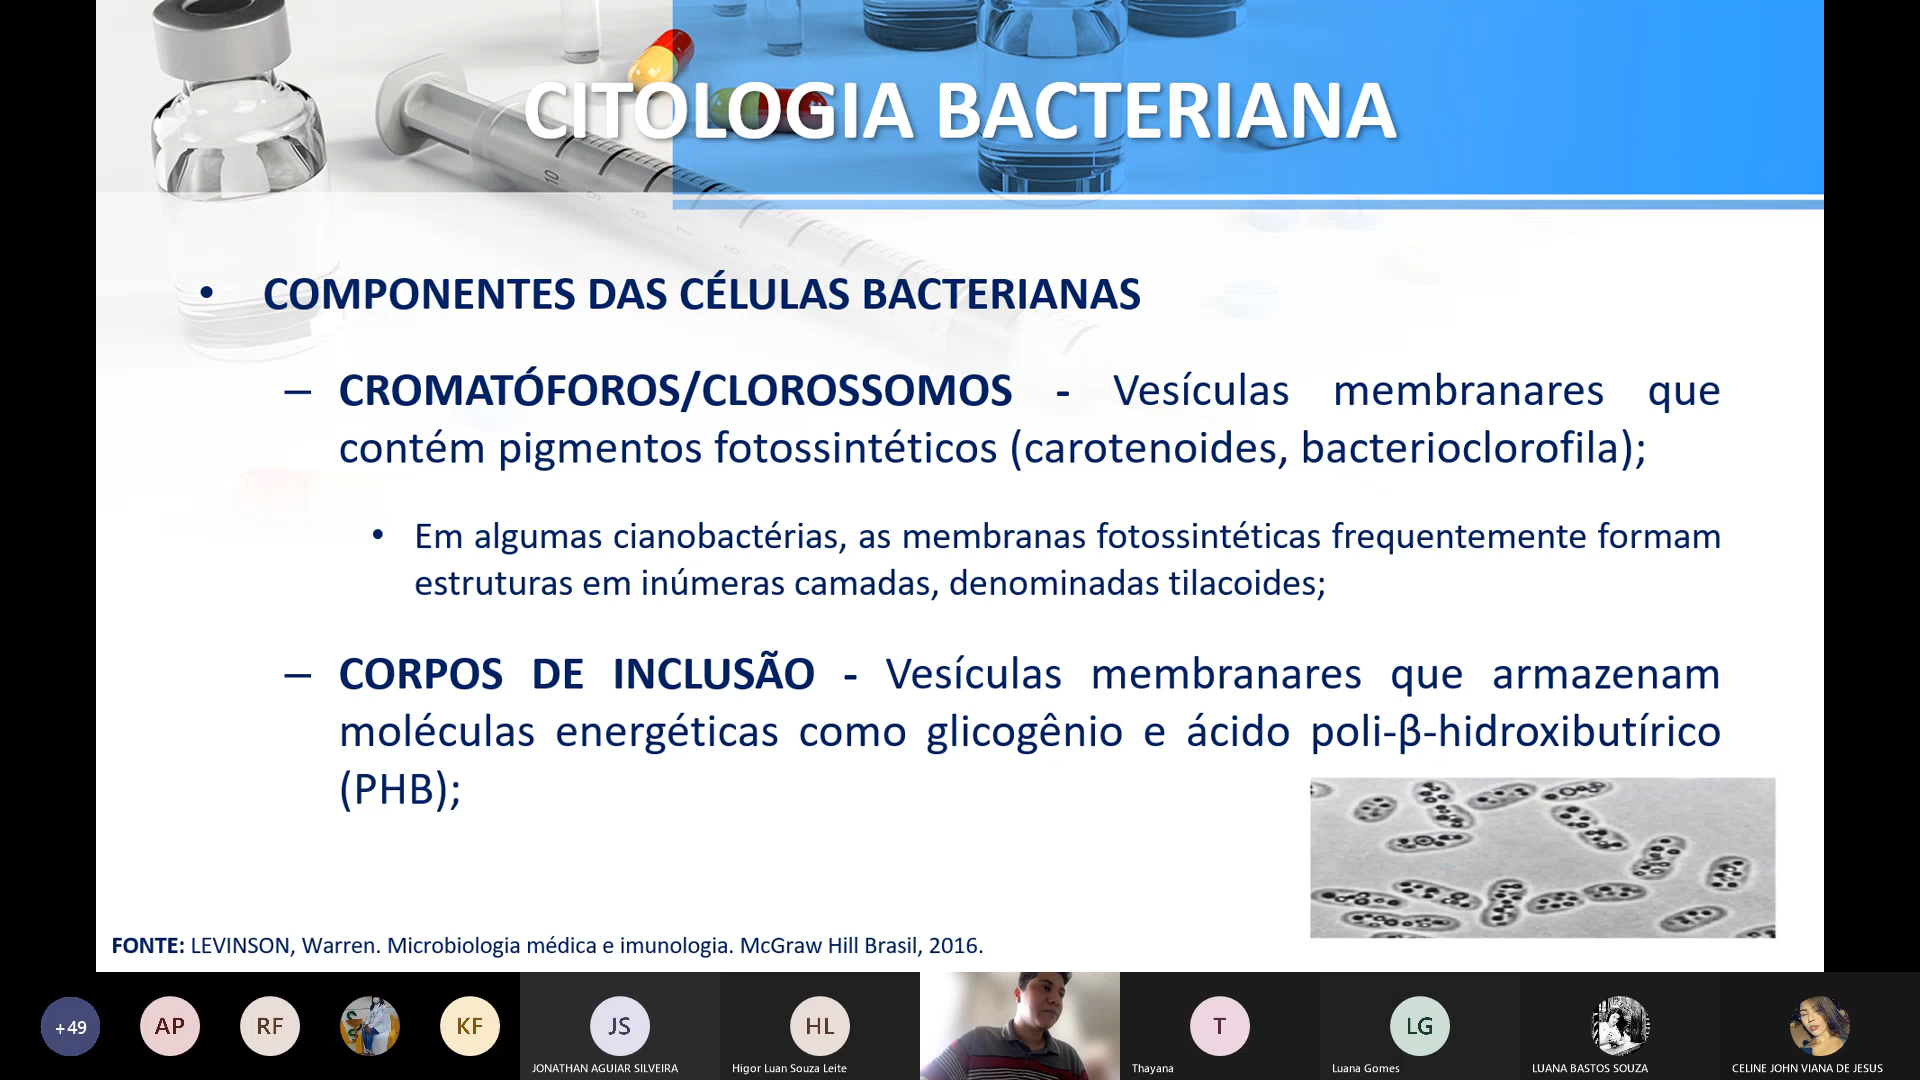 CITOLOGIA BACTERIANA
• COMPONENTES DAS CÉLULAS BACTERIANAS
– CROMATÓFOROS/CLOROSSOMOS - Vesículas membranares que
contém pigmentos fotossintéticos (carotenoides, bacterioclorofila);
• Em algumas cianobactérias, as membranas fotossintéticas frequentemente formam
estruturas em inúmeras camadas, denominadas tilacoides;
– CORPOS DE INCLUSÃO - Vesículas membranares que armazenam
moléculas energéticas como glicogênio e ácido poli-β-hidroxibutírico
(PHB);
FONTE: LEVINSON, Warren. Microbiologia médica e imunologia. McGraw Hill Brasil, 2016.
+49 AP RF KF JS HL T LG
JONATHAN AGUIAR SILVEIRA Higor Luan Souza Leite Thayana Luana Gomes LUANA BASTOS SOUZA CELINE JOHN VIANA DE JESUS